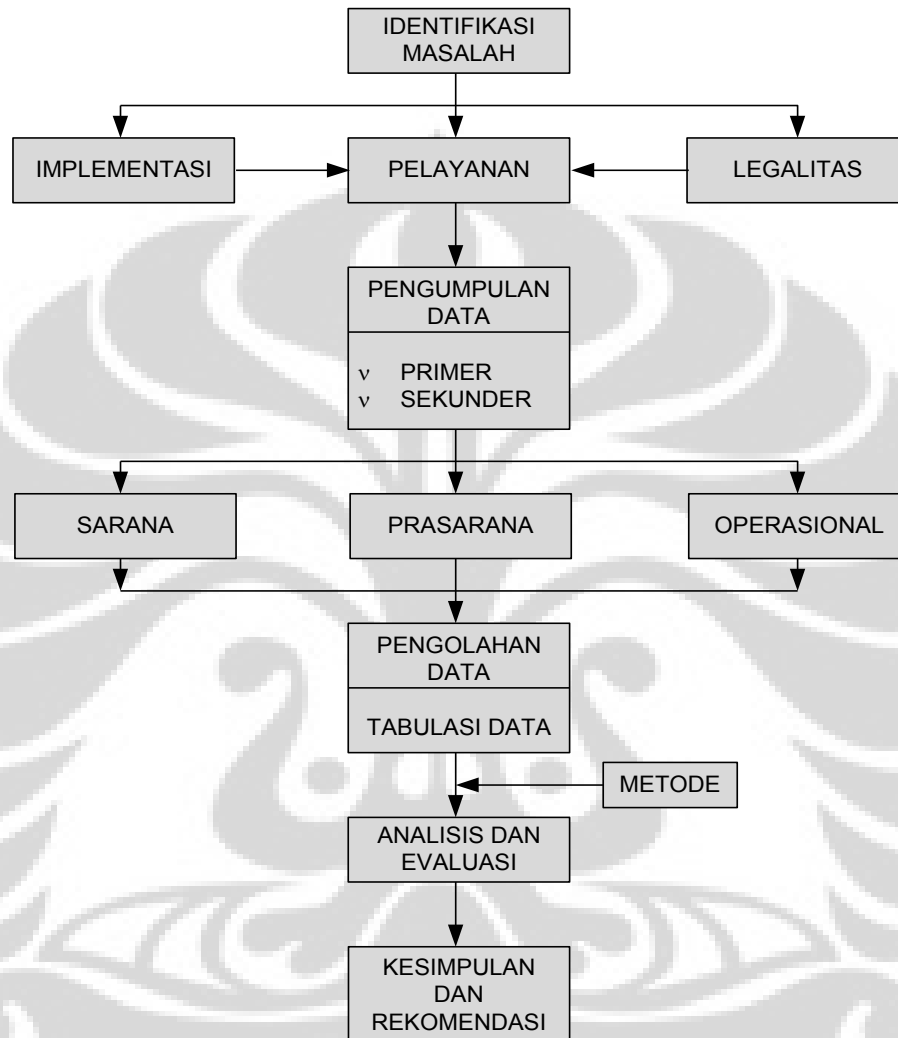 IDENTIFIKASI
MASALAH
IMPLEMENTASI
PELAYANAN
LEGALITAS
PENGUMPULAN
DATA
ν PRIMER
ν SEKUNDER
SARANA
PRASARANA
OPERASIONAL
PENGOLAHAN
DATA
TABULASI DATA
METODE
ANALISIS DAN
EVALUASI
KESIMPULAN
DAN
REKOMENDASI